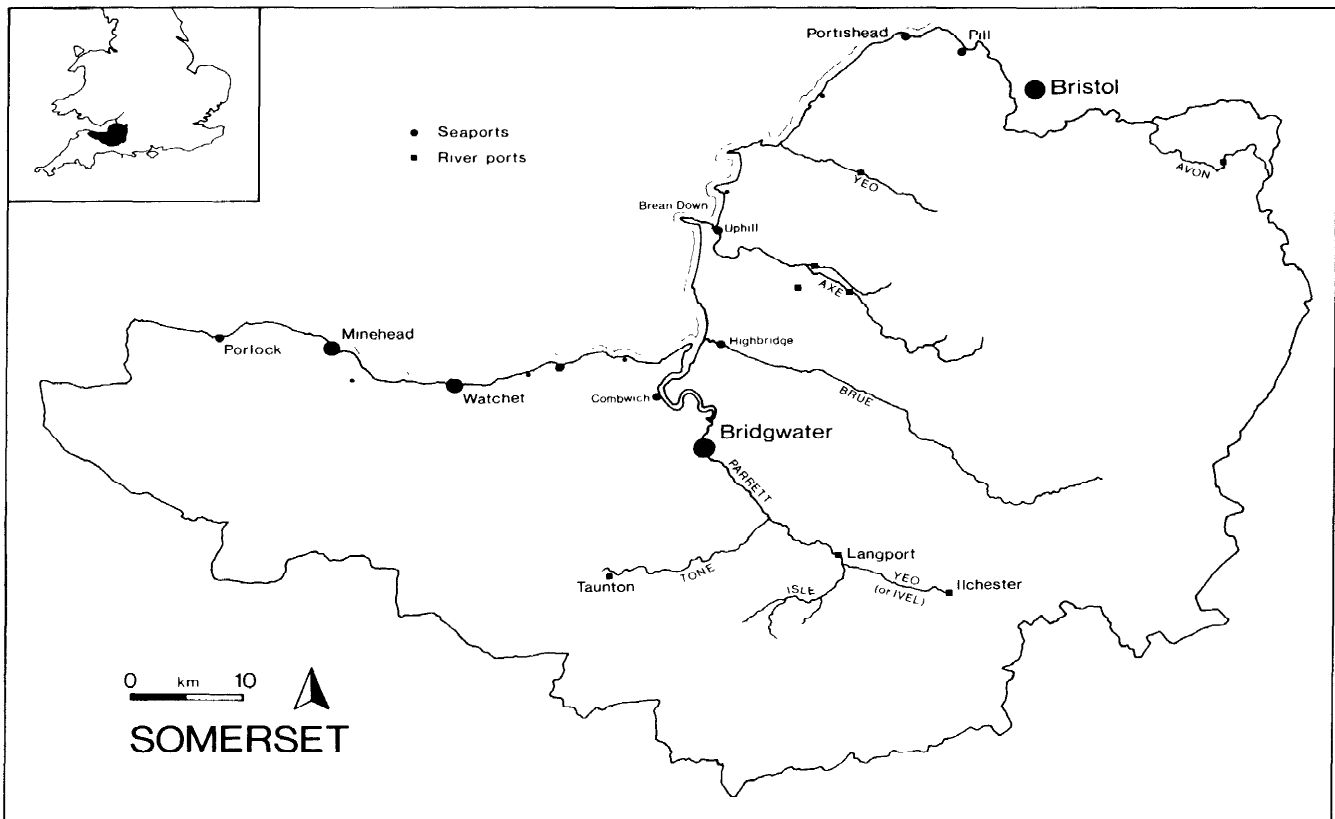 Portishead
Pill
Bristol
Seaports
River ports
AVON
YEO
Brean Down
Uphill
AXE
Minehead
Porlock
Highbridge
Watchet
Combwich
BRUE
Bridgwater
PARRETT
Langport
Taunton
TONE
ISLE
YEO
(or IVEL)
Ilchester
0 km 10
SOMERSET